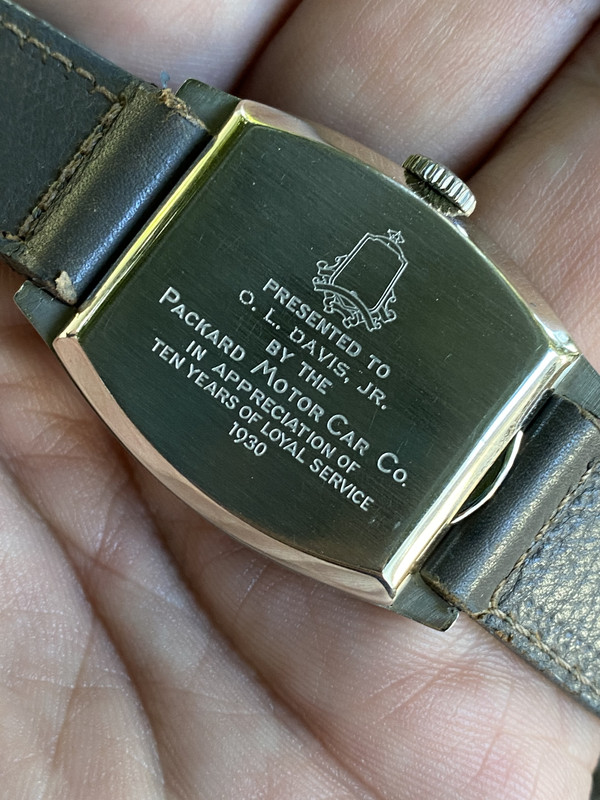 PRESENTED TO
O. L. DAVIS, JR.
BY THE
PACKARD MOTOR CAR CO.
IN APPRECIATION OF
TEN YEARS OF LOYAL SERVICE
1930